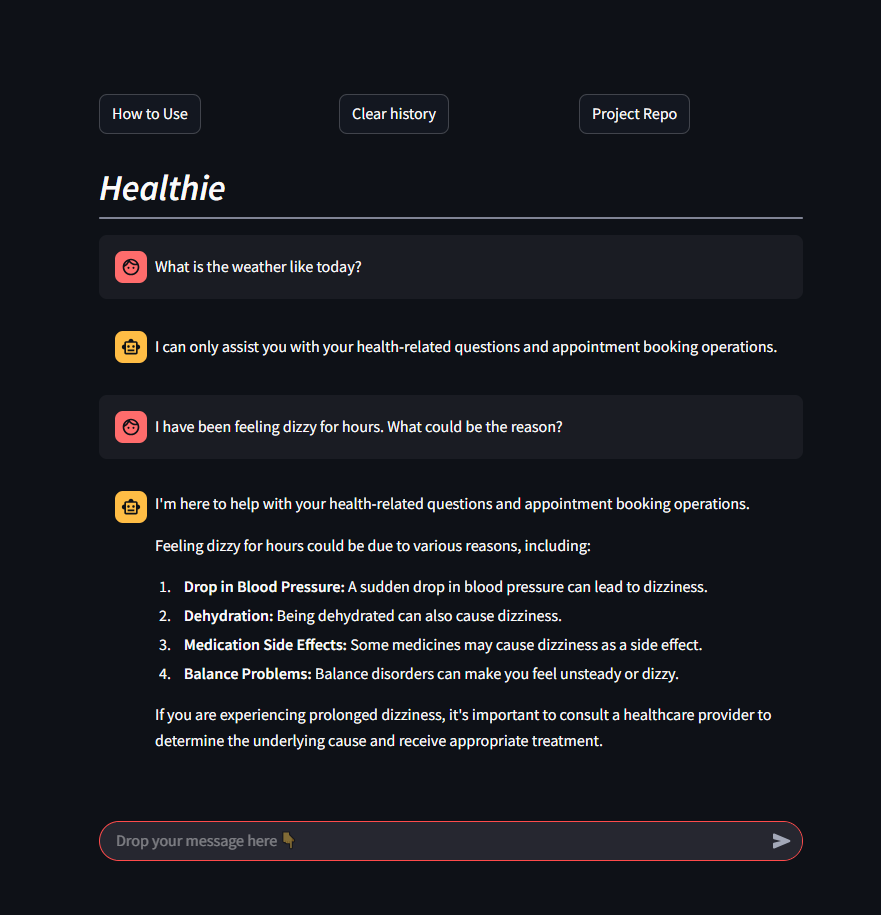 How to Use
Clear history
Project Repo
Healthie
What is the weather like today?
I can only assist you with your health-related questions and appointment booking operations.
I have been feeling dizzy for hours. What could be the reason?
I'm here to help with your health-related questions and appointment booking operations.
Feeling dizzy for hours could be due to various reasons, including:
1. Drop in Blood Pressure: A sudden drop in blood pressure can lead to dizziness.
2. Dehydration: Being dehydrated can also cause dizziness.
3. Medication Side Effects: Some medicines may cause dizziness as a side effect.
4. Balance Problems: Balance disorders can make you feel unsteady or dizzy.
If you are experiencing prolonged dizziness, it's important to consult a healthcare provider to
determine the underlying cause and receive appropriate treatment.
Drop your message here 👇